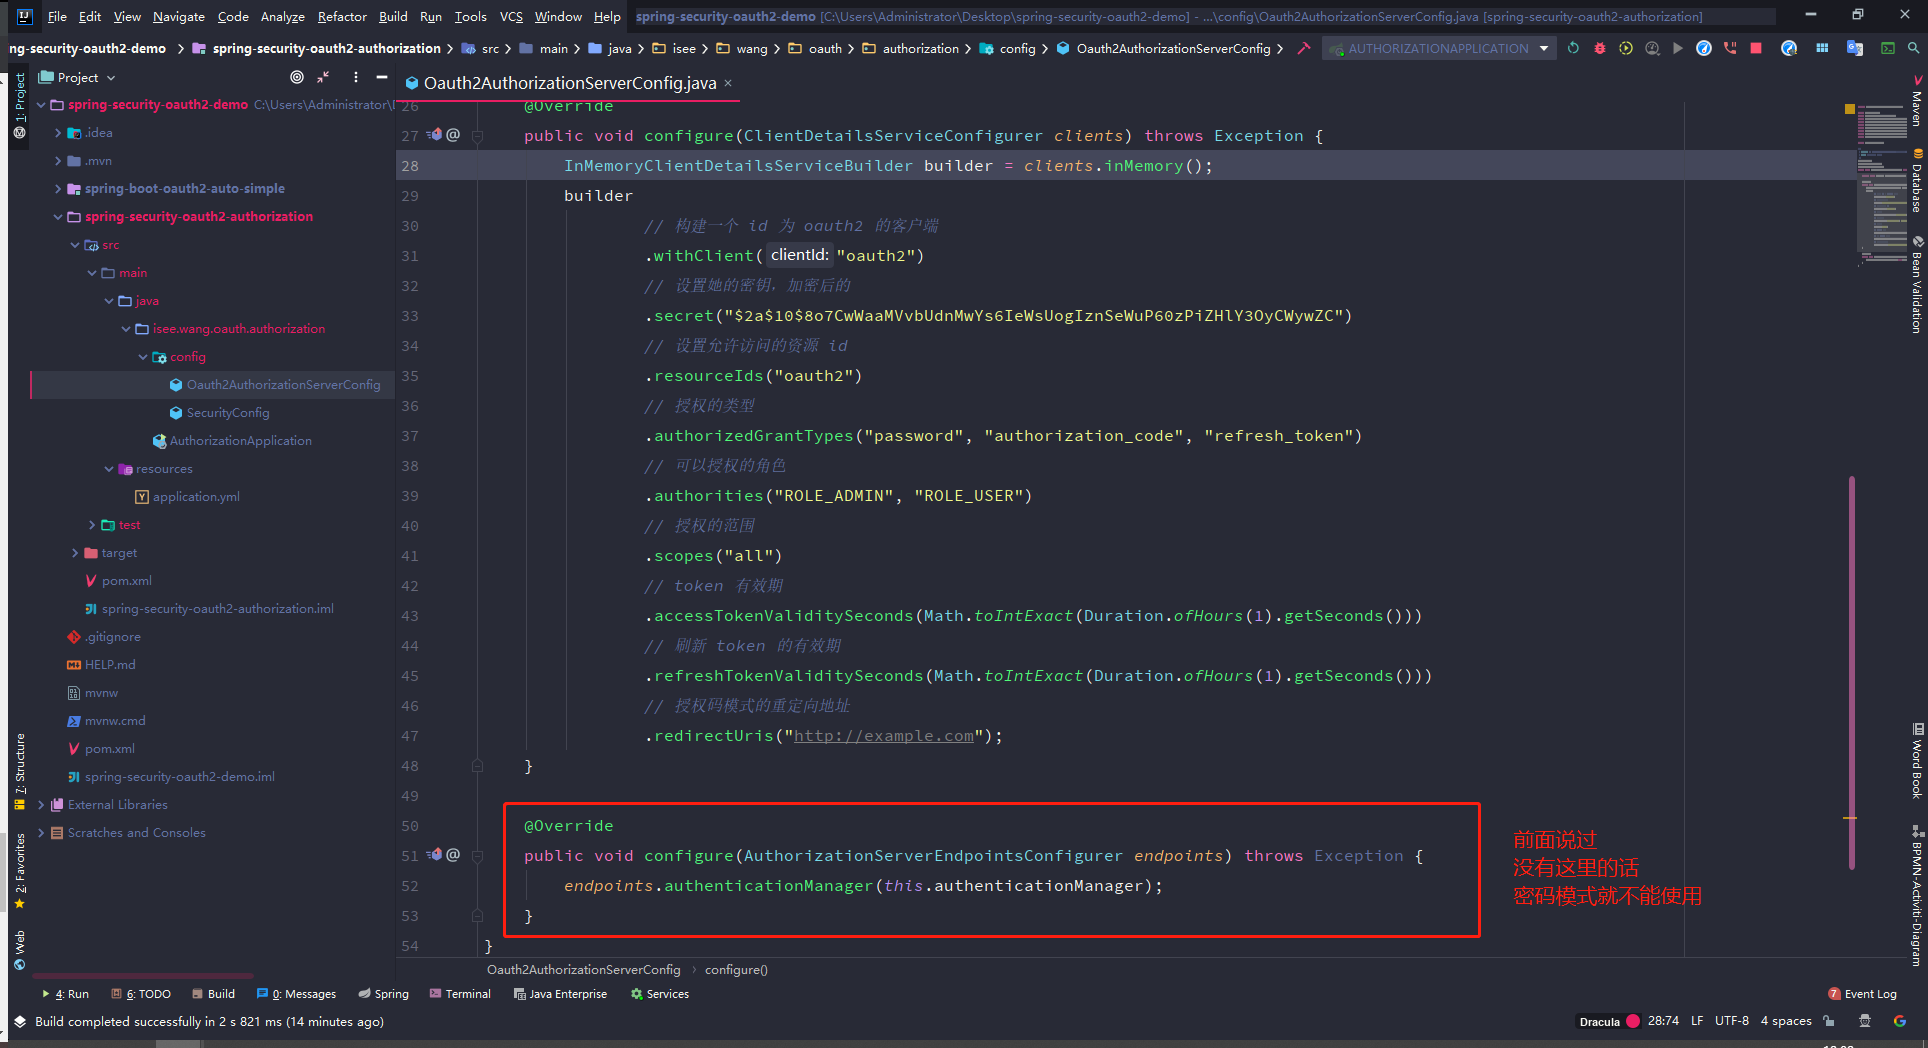 File Edit View Navigate Code Analyze Refactor Build Run Tools VCS Window Help spring-security-oauth2-demo [C:\Users\Administrator\Desktop\spring-security-oauth2-demo] - ...\config\Oauth2AuthorizationServerConfig.java [spring-security-oauth2-authorization]
ng-security-oauth2-demo spring-security-oauth2-authorization src main java isee wang oauth authorization config Oauth2AuthorizationServerConfig AUTHORIZATIONAPPLICATION
Project
Oauth2AuthorizationServerConfig.java
1: Project
7: Structure
2: Favorites
Web
spring-security-oauth2-demo C:\Users\Administrator\
.idea
.mvn
spring-boot-oauth2-auto-simple
spring-security-oauth2-authorization
src
main
java
isee.wang.oauth.authorization
config
Oauth2AuthorizationServerConfig
SecurityConfig
AuthorizationApplication
resources
application.yml
test
target
pom.xml
spring-security-oauth2-authorization.iml
.gitignore
HELP.md
mvnw
mvnw.cmd
pom.xml
spring-security-oauth2-demo.iml
External Libraries
Scratches and Consoles
26 @Override
27 public void configure(ClientDetailsServiceConfigurer clients) throws Exception {
28 InMemoryClientDetailsServiceBuilder builder = clients.inMemory();
29 builder
30 // 构建一个 id 为 oauth2 的客户端
31 .withClient( clientId: "oauth2")
32 // 设置她的密钥，加密后的
33 .secret("$2a$10$8o7CwWaaMVvbUdnMwYs6IeWsUogIznSeWuP60zPiZHlY3OyCWywZC")
34 // 设置允许访问的资源 id
35 .resourceIds("oauth2")
36 // 授权的类型
37 .authorizedGrantTypes("password", "authorization_code", "refresh_token")
38 // 可以授权的角色
39 .authorities("ROLE_ADMIN", "ROLE_USER")
40 // 授权的范围
41 .scopes("all")
42 // token 有效期
43 .accessTokenValiditySeconds(Math.toIntExact(Duration.ofHours(1).getSeconds()))
44 // 刷新 token 的有效期
45 .refreshTokenValiditySeconds(Math.toIntExact(Duration.ofHours(1).getSeconds()))
46 // 授权码模式的重定向地址
47 .redirectUris("http://example.com");
48 }
49
50 @Override
51 public void configure(AuthorizationServerEndpointsConfigurer endpoints) throws Exception {
52 endpoints.authenticationManager(this.authenticationManager);
53 }
54 }
前面说过
没有这里的话
密码模式就不能使用
Maven
Database
Bean Validation
Word Book
BPMN-Activiti-Diagram
Oauth2AuthorizationServerConfig › configure()
4: Run 6: TODO Build 0: Messages Spring Terminal Java Enterprise Services 7 Event Log
Build completed successfully in 2 s 821 ms (14 minutes ago) Dracula 28:74 LF UTF-8 4 spaces